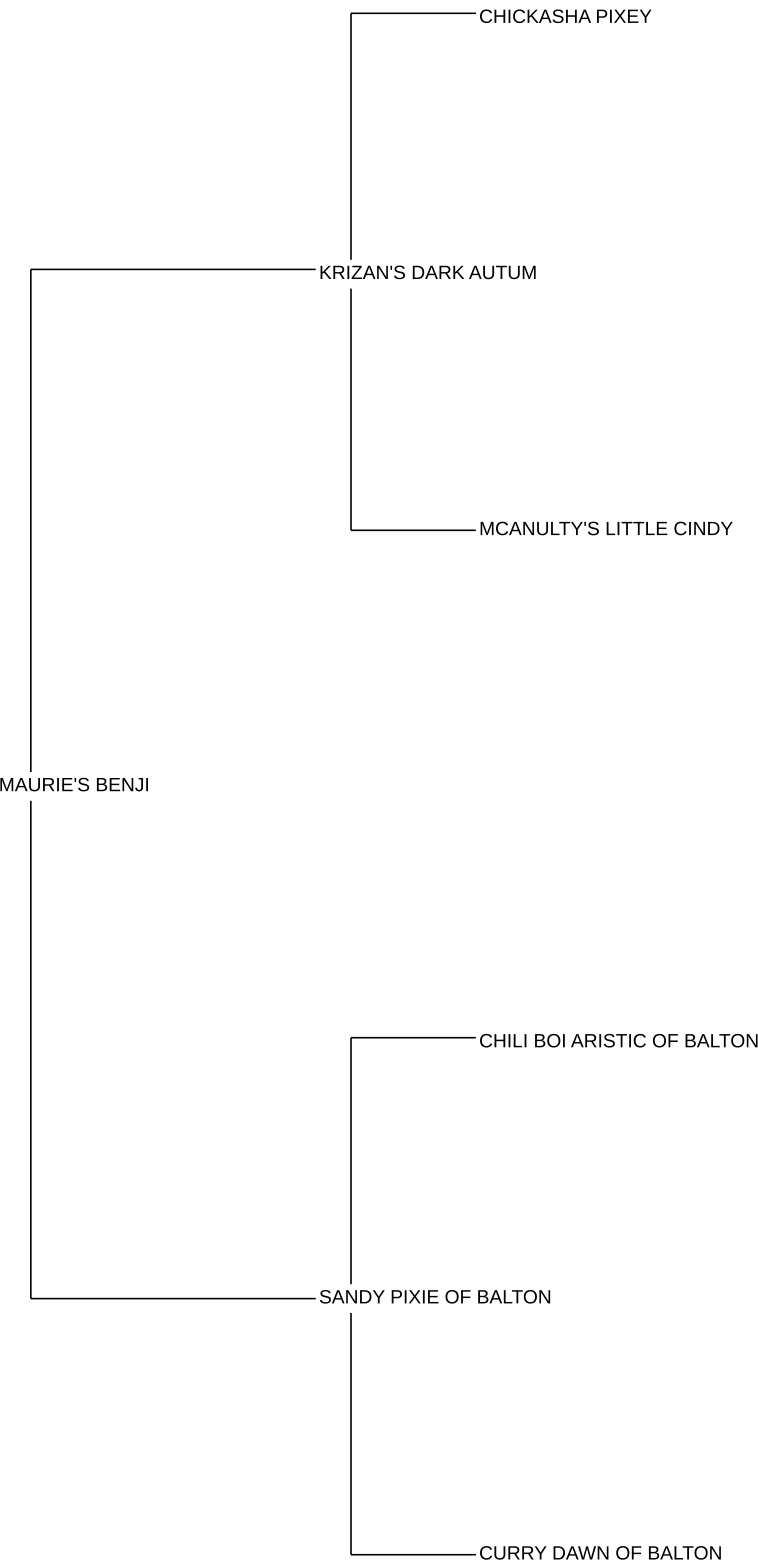 CHICKASHA PIXEY
KRIZAN'S DARK AUTUM
MCANULTY'S LITTLE CINDY
MAURIE'S BENJI
CHILI BOI ARISTIC OF BALTON
SANDY PIXIE OF BALTON
CURRY DAWN OF BALTON